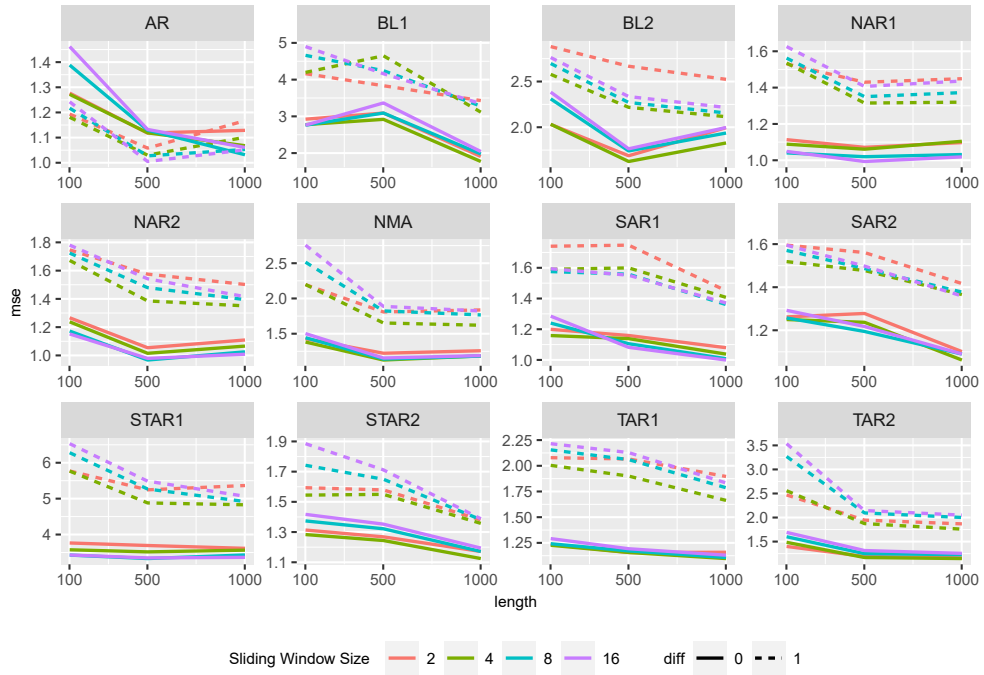 AR BL1 BL2 NAR1
1.4 1.3 1.2 1.1 1.0
5 4 3 2
2.5 2.0
1.6 1.4 1.2 1.0
100 500 1000 100 500 1000 100 500 1000 100 500 1000
NAR2 NMA SAR1 SAR2
1.8 1.6 1.4 1.2 1.0
2.5 2.0 1.5
1.6 1.4 1.2 1.0
1.6 1.4 1.2
100 500 1000 100 500 1000 100 500 1000 100 500 1000
mse
STAR1 STAR2 TAR1 TAR2
6 5 4
1.9 1.7 1.5 1.3 1.1
2.25 2.00 1.75 1.50 1.25
3.5 3.0 2.5 2.0 1.5
100 500 1000 100 500 1000 100 500 1000 100 500 1000
length
Sliding Window Size 2 4 8 16 diff 0 1